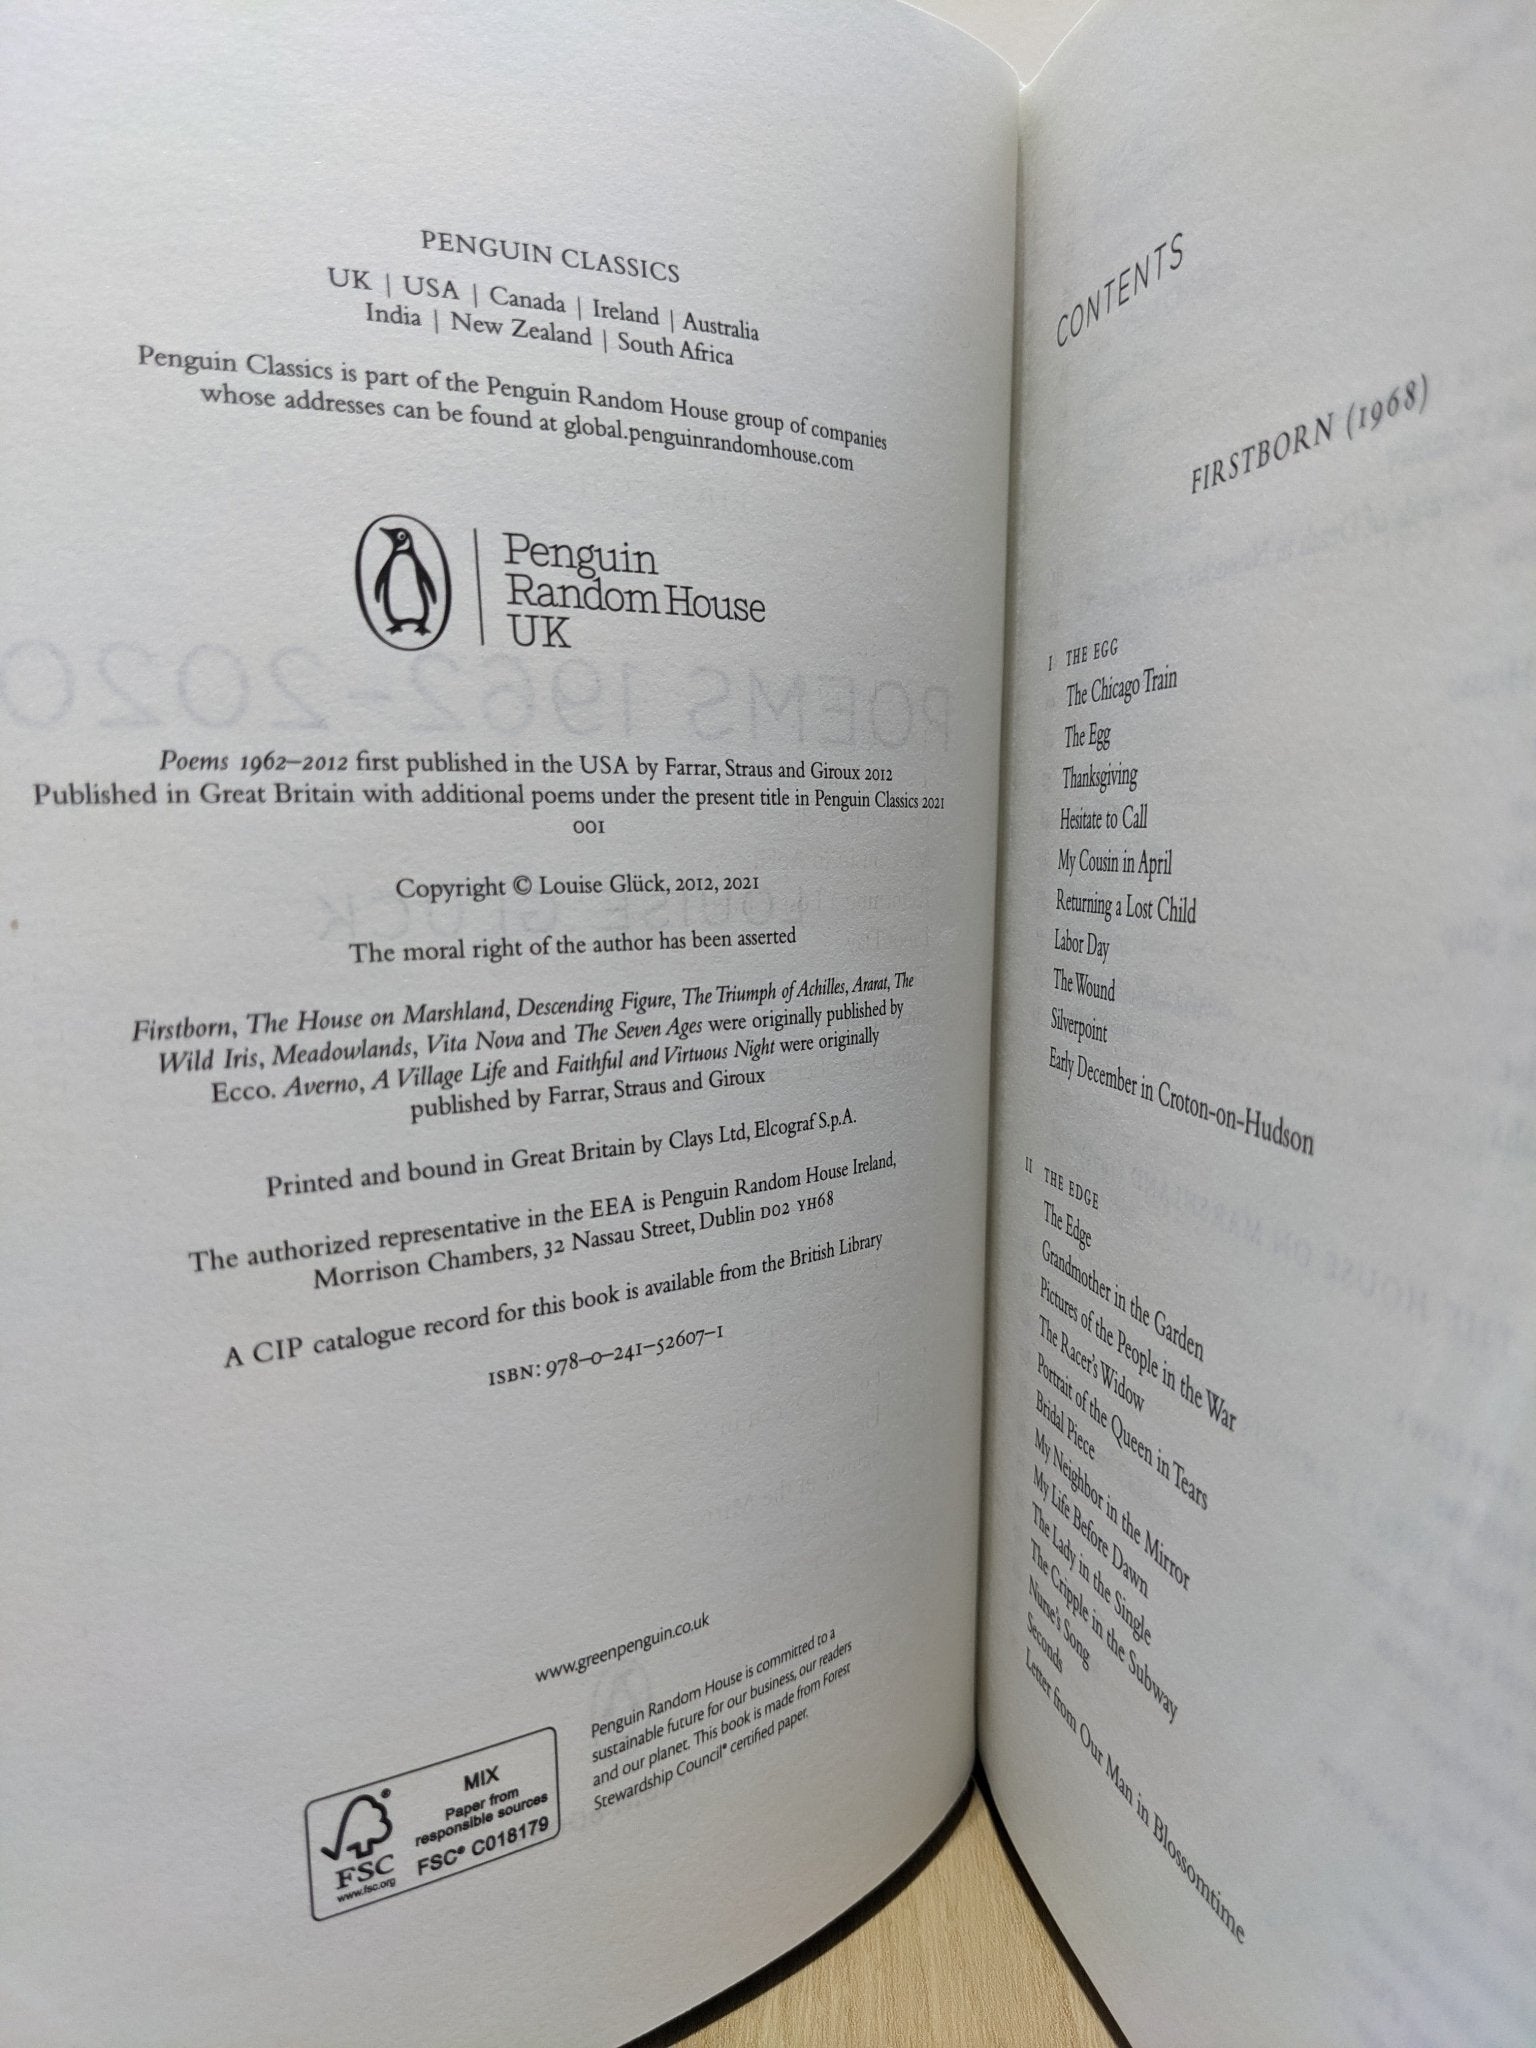 PENGUIN CLASSICS
UK | USA | Canada | Ireland | Australia
India | New Zealand | South Africa
Penguin Classics is part of the Penguin Random House group of companies
whose addresses can be found at global.penguinrandomhouse.com
Penguin
Random House
UK
Poems 1962–2012 first published in the USA by Farrar, Straus and Giroux 2012
Published in Great Britain with additional poems under the present title in Penguin Classics 2021
001
Copyright © Louise Glück, 2012, 2021
The moral right of the author has been asserted
Firstborn, The House on Marshland, Descending Figure, The Triumph of Achilles, Ararat, The
Wild Iris, Meadowlands, Vita Nova and The Seven Ages were originally published by
Ecco. Averno, A Village Life and Faithful and Virtuous Night were originally
published by Farrar, Straus and Giroux
Printed and bound in Great Britain by Clays Ltd, Elcograf S.p.A.
The authorized representative in the EEA is Penguin Random House Ireland,
Morrison Chambers, 32 Nassau Street, Dublin D02 YH68
A CIP catalogue record for this book is available from the British Library
ISBN: 978–0–241–52607–1
www.greenpenguin.co.uk
MIX
Paper from
responsible sources
FSC® C018179
FSC
www.fsc.org
Penguin Random House is committed to a
sustainable future for our business, our readers
and our planet. This book is made from Forest
Stewardship Council® certified paper.
CONTENTS
FIRSTBORN (1968)
I THE EGG
The Chicago Train
The Egg
Thanksgiving
Hesitate to Call
My Cousin in April
Returning a Lost Child
Labor Day
The Wound
Silverpoint
Early December in Croton-on-Hudson
II THE EDGE
The Edge
Grandmother in the Garden
Pictures of the People in the War
The Racer's Widow
Portrait of the Queen in Tears
Bridal Piece
My Neighbor in the Mirror
My Life Before Dawn
The Lady in the Single
The Cripple in the Subway
Nurse's Song
Seconds
Letter from Our Man in Blossomtime